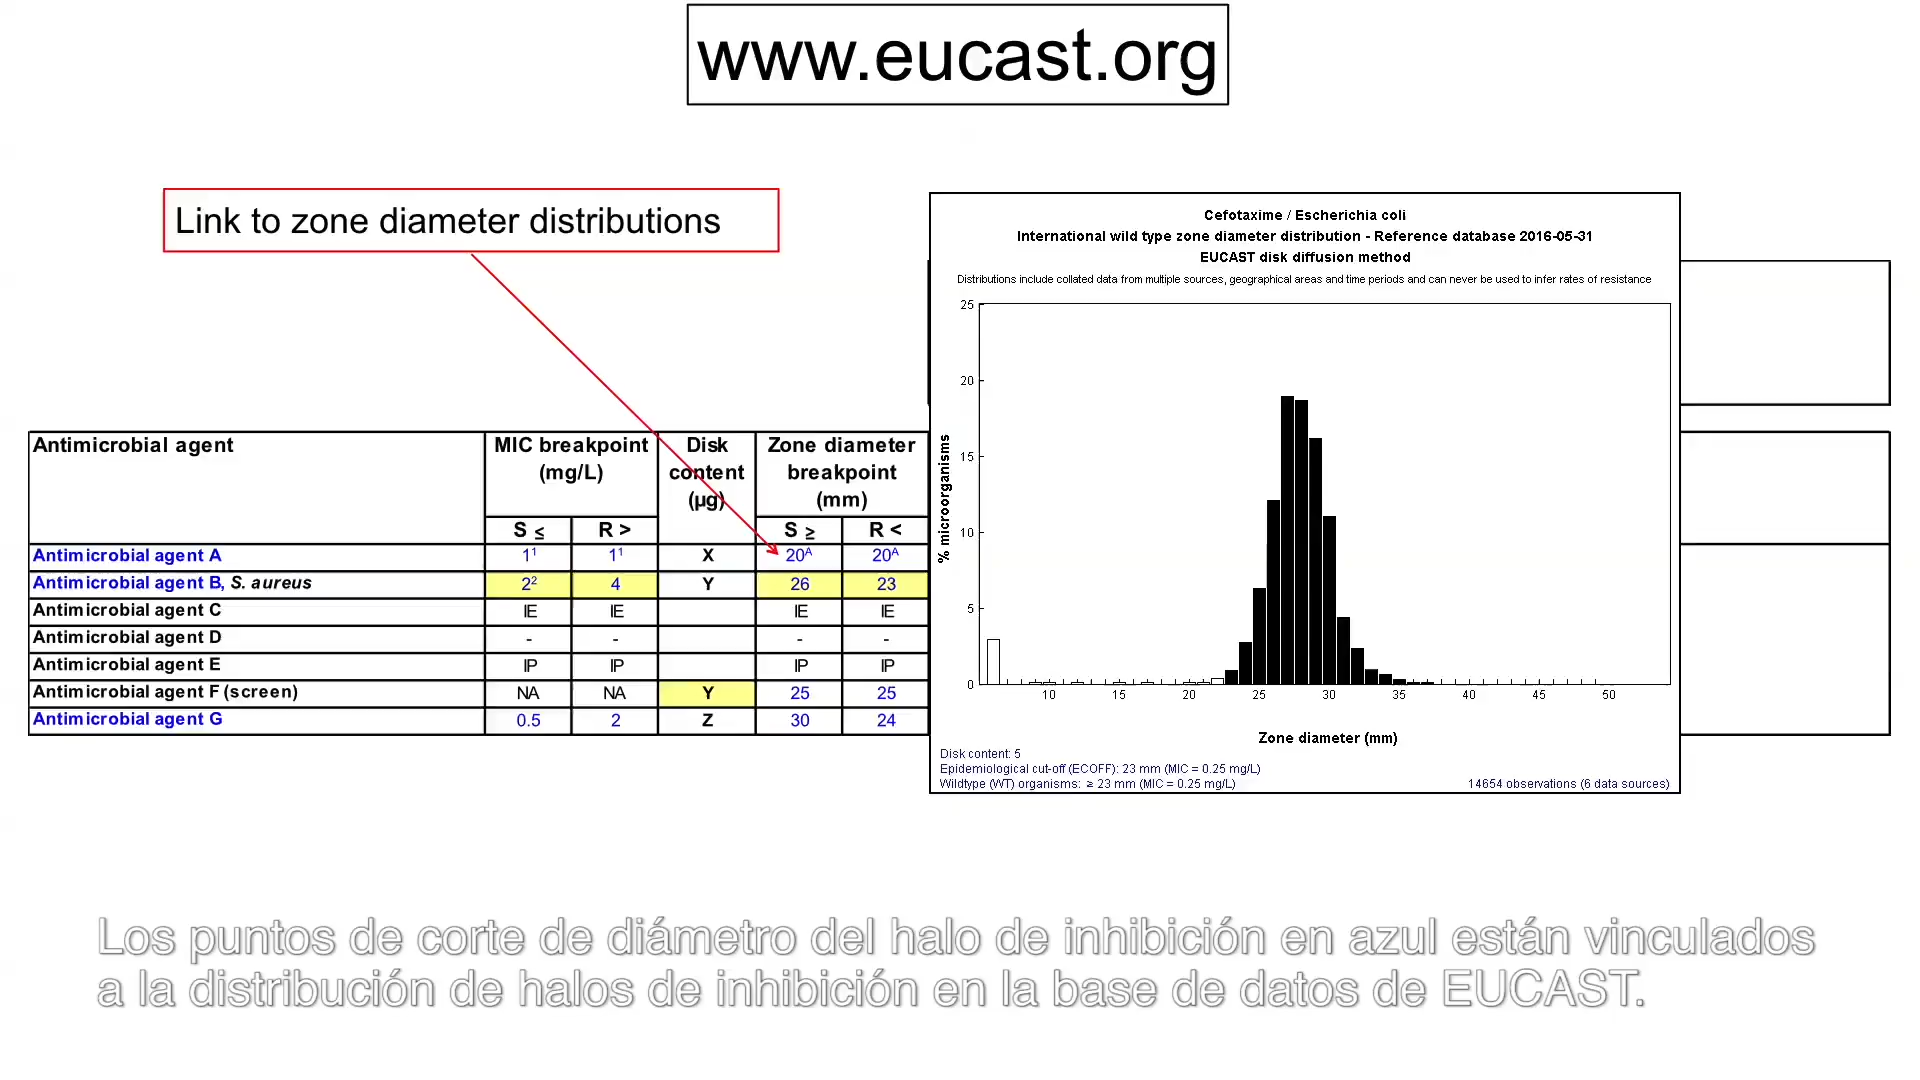 www.eucast.org
Link to zone diameter distributions
Antimicrobial agent
MIC breakpoint
(mg/L)
Disk
content
(µg)
Zone diameter
breakpoint
(mm)
S ≤ R > S ≥ R <
Antimicrobial agent A 1¹ 1¹ X 20ᴬ 20ᴬ
Antimicrobial agent B, S. aureus 2² 4 Y 26 23
Antimicrobial agent C IE IE IE IE
Antimicrobial agent D - - - -
Antimicrobial agent E IP IP IP IP
Antimicrobial agent F (screen) NA NA Y 25 25
Antimicrobial agent G 0.5 2 Z 30 24
Cefotaxime / Escherichia coli
International wild type zone diameter distribution - Reference database 2016-05-31
EUCAST disk diffusion method
Distributions include collated data from multiple sources, geographical areas and time periods and can never be used to infer rates of resistance
25
20
15
10
5
0
% microorganisms
10 15 20 25 30 35 40 45 50
Zone diameter (mm)
Disk content: 5
Epidemiological cut-off (ECOFF): 23 mm (MIC = 0.25 mg/L)
Wildtype (WT) organisms: ≥ 23 mm (MIC = 0.25 mg/L)
14654 observations (6 data sources)
Los puntos de corte de diámetro del halo de inhibición en azul están vinculados
a la distribución de halos de inhibición en la base de datos de EUCAST.